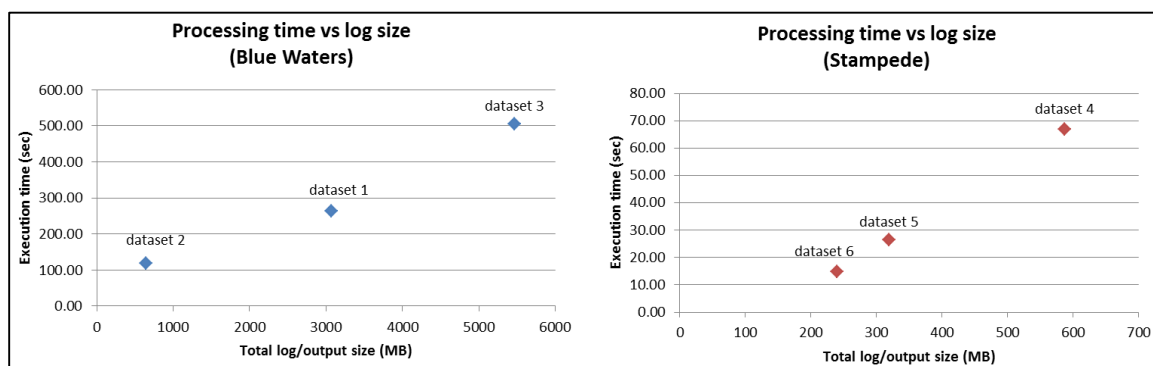 Processing time vs log size
(Blue Waters)
Execution time (sec)
600.00
500.00
400.00
300.00
200.00
100.00
0.00
dataset 3
dataset 1
dataset 2
0 1000 2000 3000 4000 5000 6000
Total log/output size (MB)
Processing time vs log size
(Stampede)
Execution time (sec)
80.00
70.00
60.00
50.00
40.00
30.00
20.00
10.00
0.00
dataset 4
dataset 5
dataset 6
0 100 200 300 400 500 600 700
Total log/output size (MB)